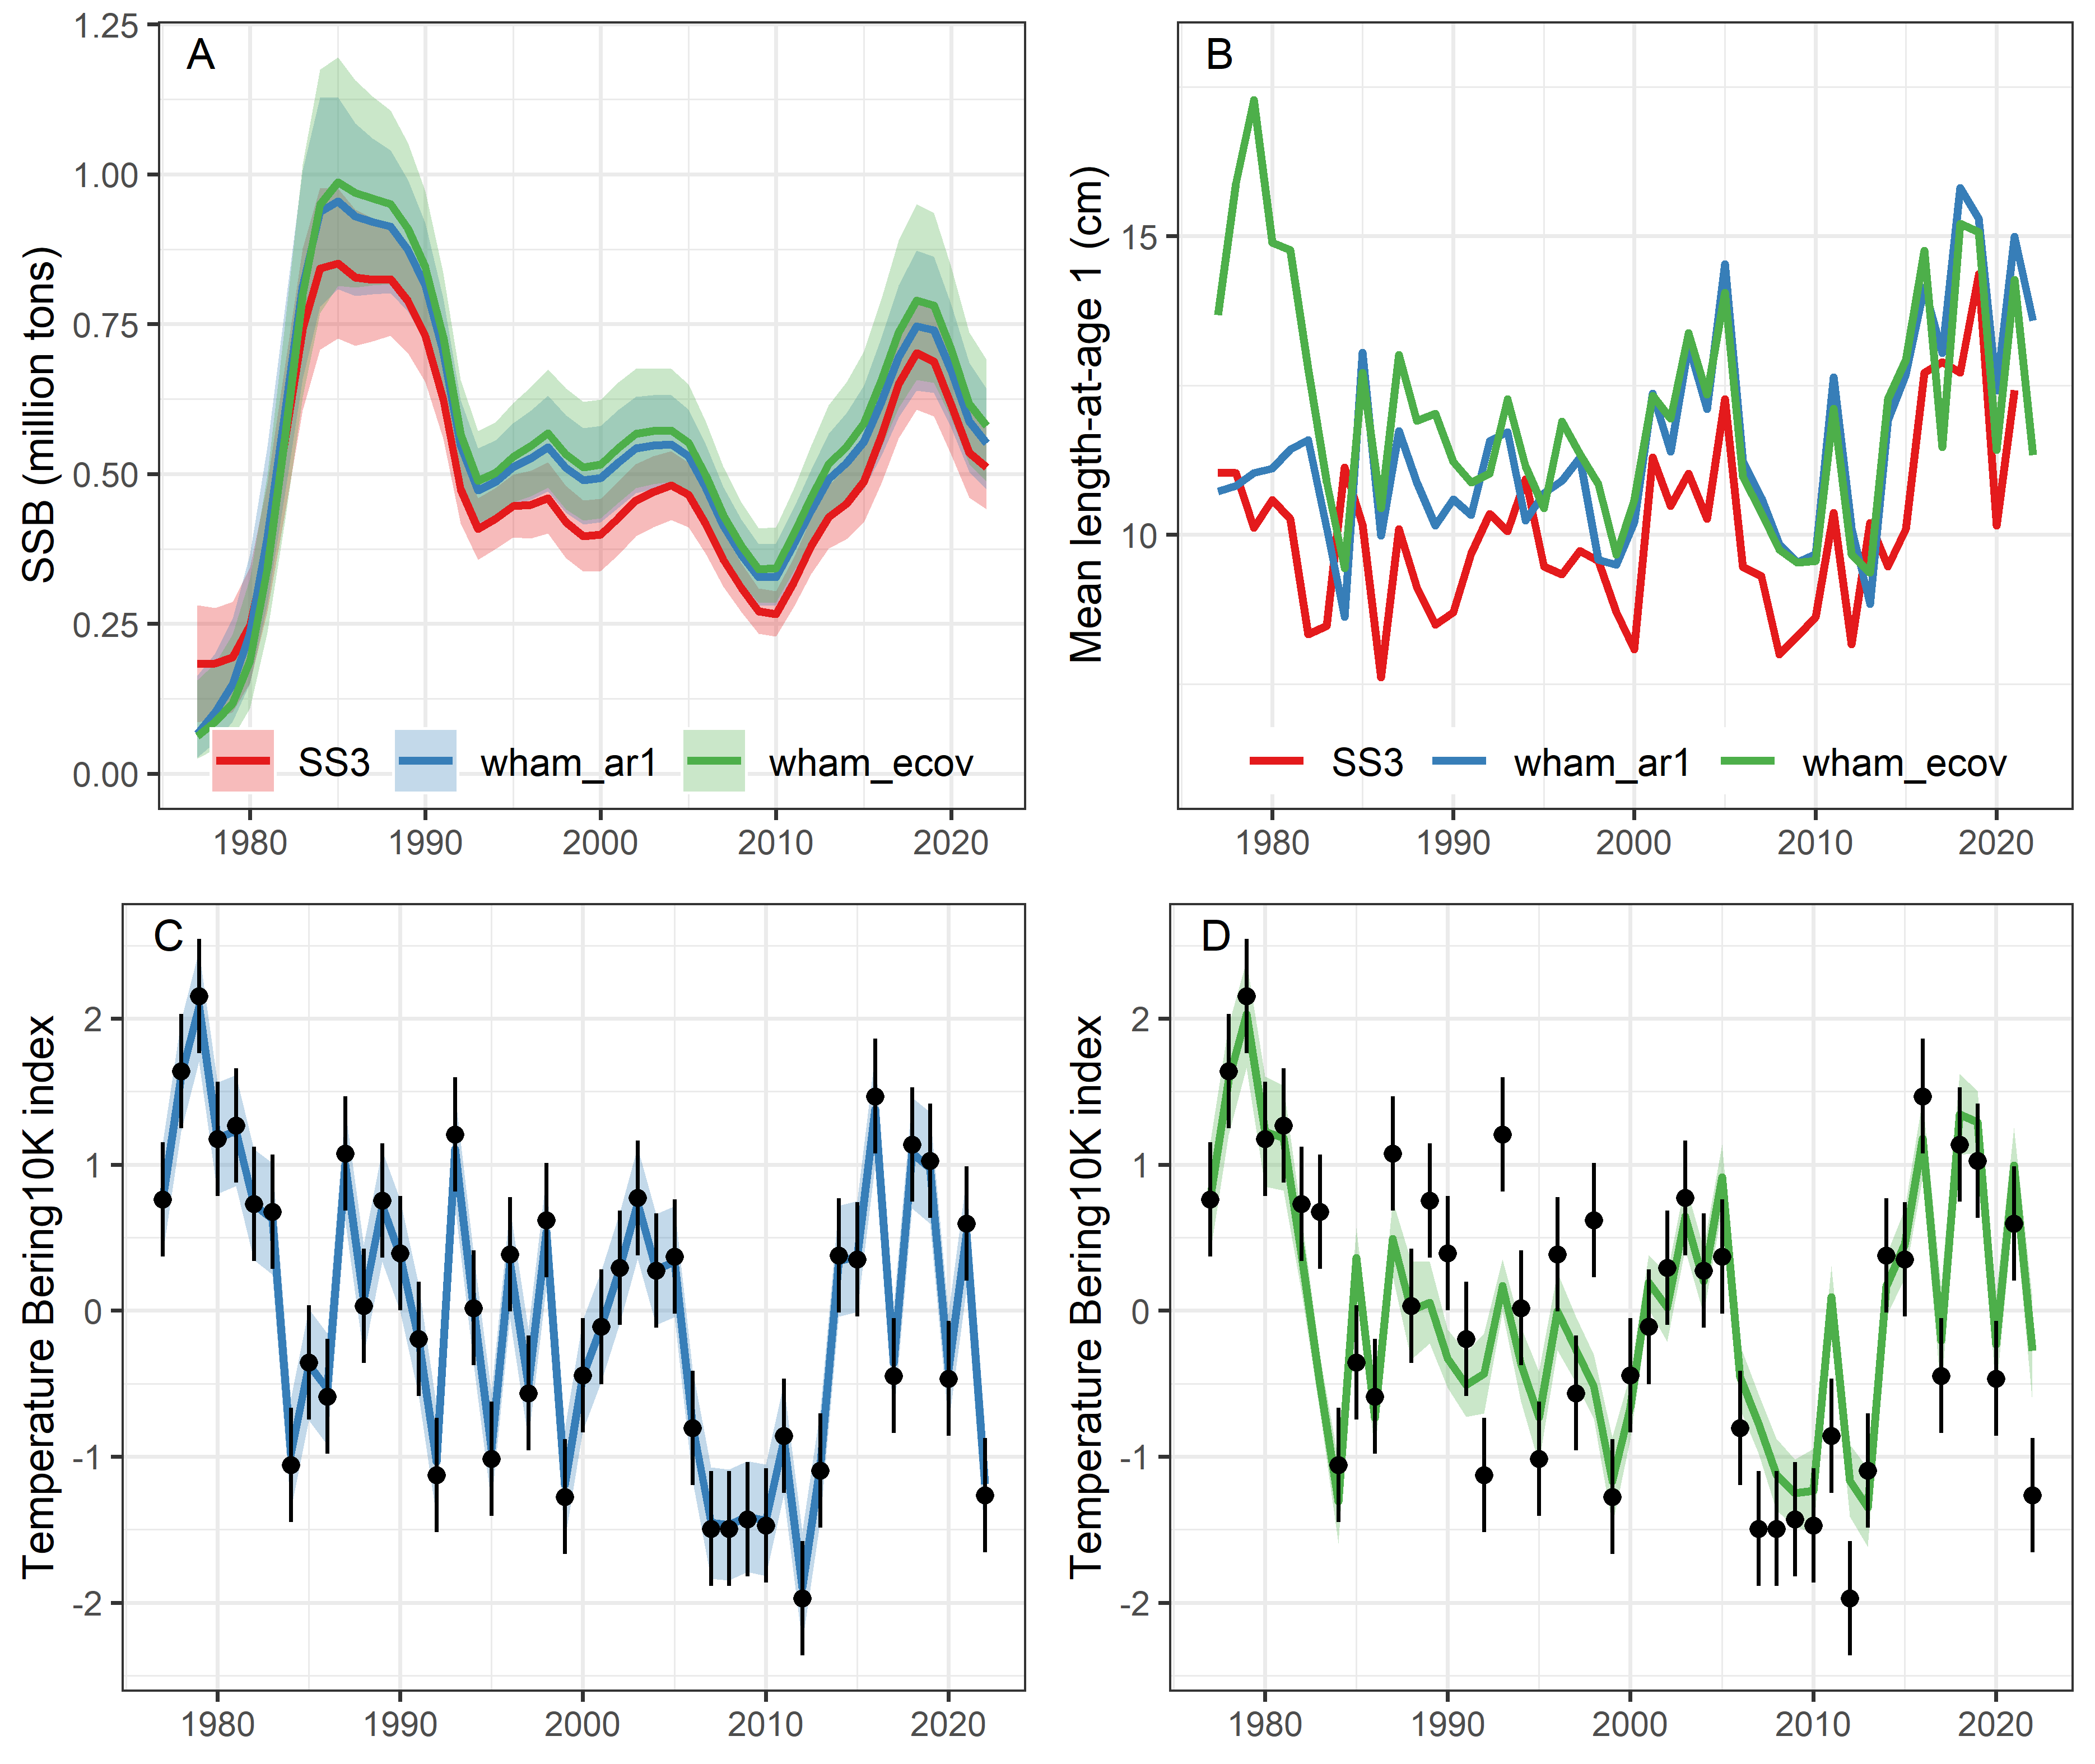 A
SSB (million tons)
1.25
1.00
0.75
0.50
0.25
0.00
SS3 wham_ar1 wham_ecov
1980 1990 2000 2010 2020
B
Mean length-at-age 1 (cm)
15
10
SS3 wham_ar1 wham_ecov
1980 1990 2000 2010 2020
C
Temperature Bering10K index
2
1
0
-1
-2
1980 1990 2000 2010 2020
D
Temperature Bering10K index
2
1
0
-1
-2
1980 1990 2000 2010 2020